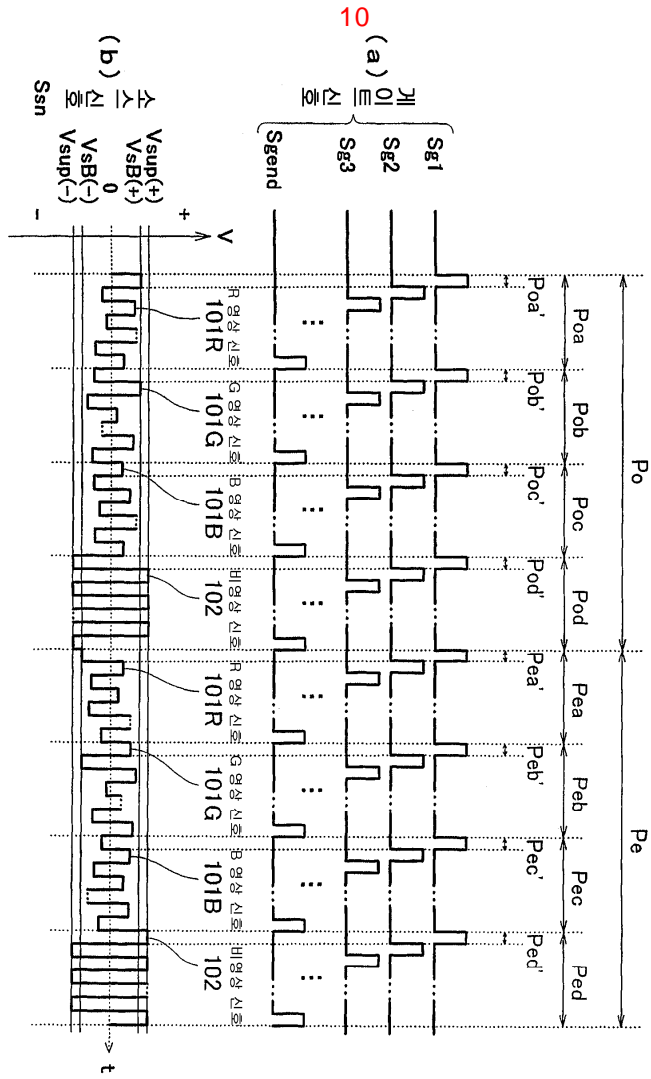 10
Po
Pe
Poa
Pob
Poc
Pod
Pea
Peb
Pec
Ped
Poa'
Pob'
Poc'
Pod'
Pea'
Peb'
Pec'
Ped'
(a)
게이트
신호
Sg1
Sg2
Sg3
Sgend
...
...
...
...
...
...
...
...
R 영상 신호
G 영상 신호
B 영상 신호
비영상 신호
R 영상 신호
G 영상 신호
B 영상 신호
비영상 신호
101R
101G
101B
102
101R
101G
101B
102
(b)
소스
신호
Ssn
V
+
Vsup(+)
VsB(+)
0
VsB(-)
Vsup(-)
-
t